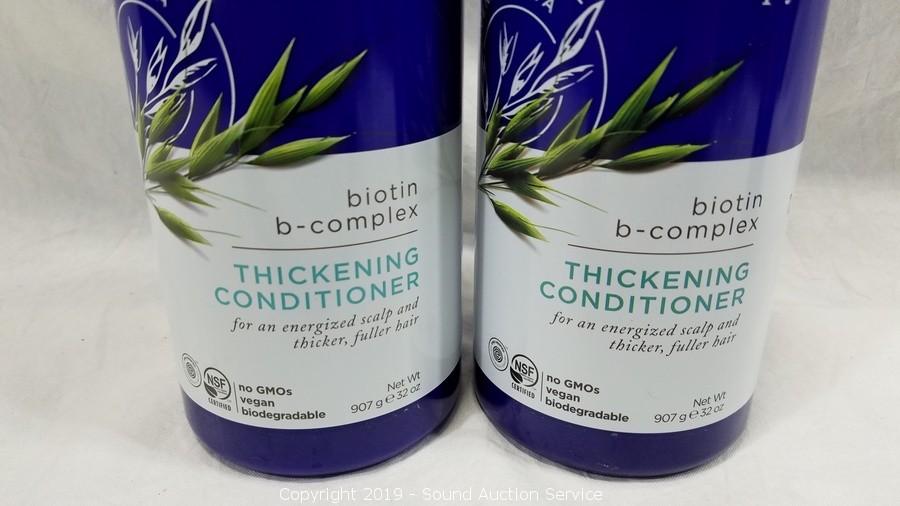 biotin
b-complex
THICKENING
CONDITIONER
for an energized scalp and
thicker, fuller hair
NSF
CERTIFIED
no GMOs
vegan
biodegradable
Net Wt
907 g e 32 oz
biotin
b-complex
THICKENING
CONDITIONER
for an energized scalp and
thicker, fuller hair
NSF
CERTIFIED
no GMOs
vegan
biodegradable
Net Wt
907 g e 32 oz
Copyright 2019 - Sound Auction Service